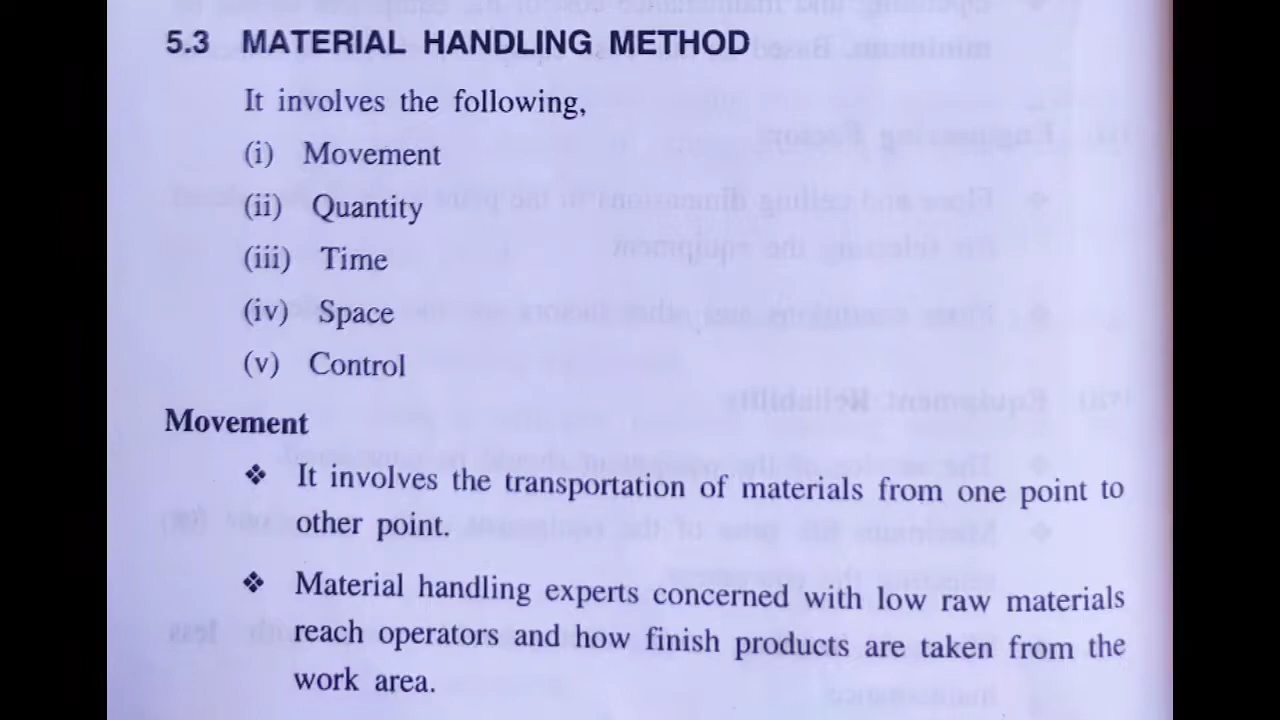 5.3 MATERIAL HANDLING METHOD
It involves the following,
(i) Movement
(ii) Quantity
(iii) Time
(iv) Space
(v) Control
Movement
❖ It involves the transportation of materials from one point to
other point.
❖ Material handling experts concerned with low raw materials
reach operators and how finish products are taken from the
work area.